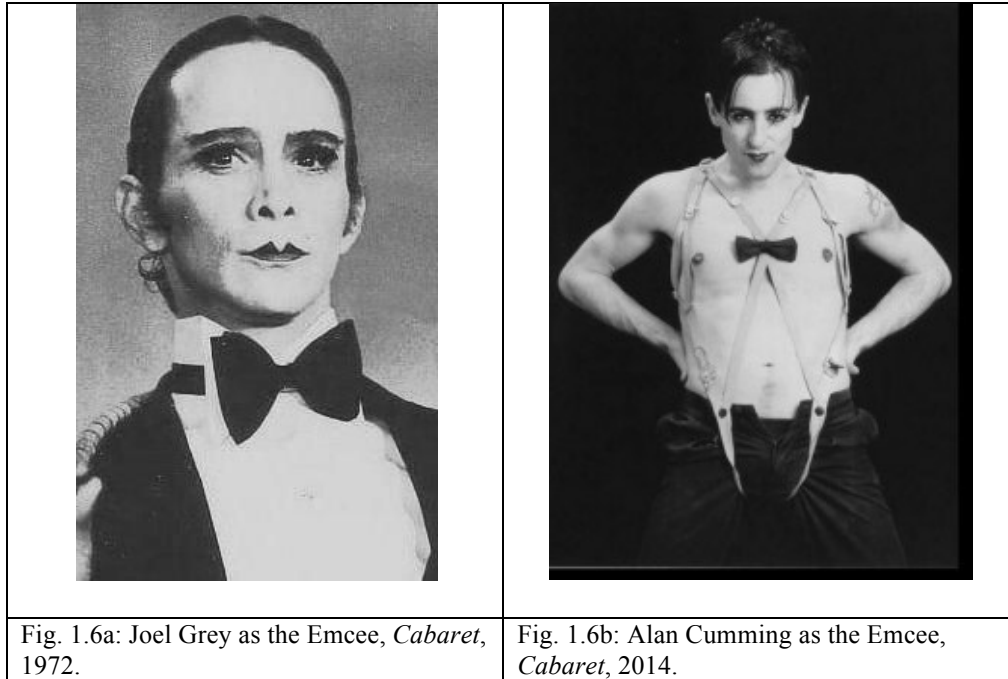 Fig. 1.6a: Joel Grey as the Emcee, Cabaret,
1972.
Fig. 1.6b: Alan Cumming as the Emcee,
Cabaret, 2014.